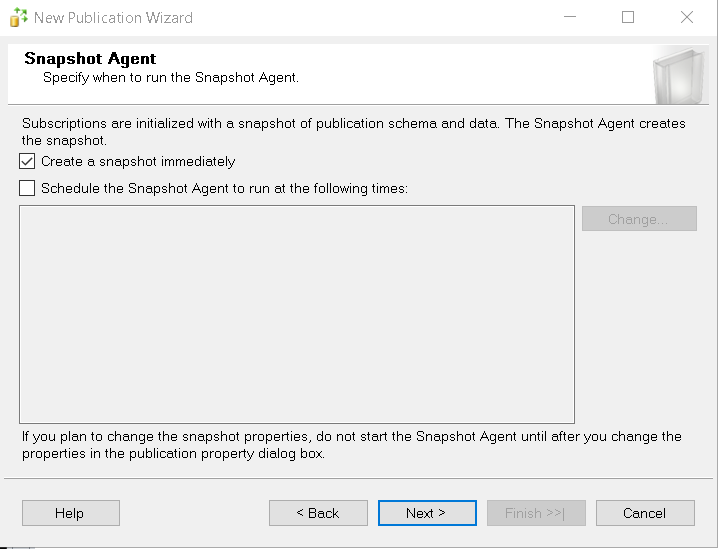 New Publication Wizard
Snapshot Agent
Specify when to run the Snapshot Agent.
Subscriptions are initialized with a snapshot of publication schema and data. The Snapshot Agent creates
the snapshot.
Create a snapshot immediately
Schedule the Snapshot Agent to run at the following times:
Change...
If you plan to change the snapshot properties, do not start the Snapshot Agent until after you change the
properties in the publication property dialog box.
Help
< Back
Next >
Finish >>|
Cancel